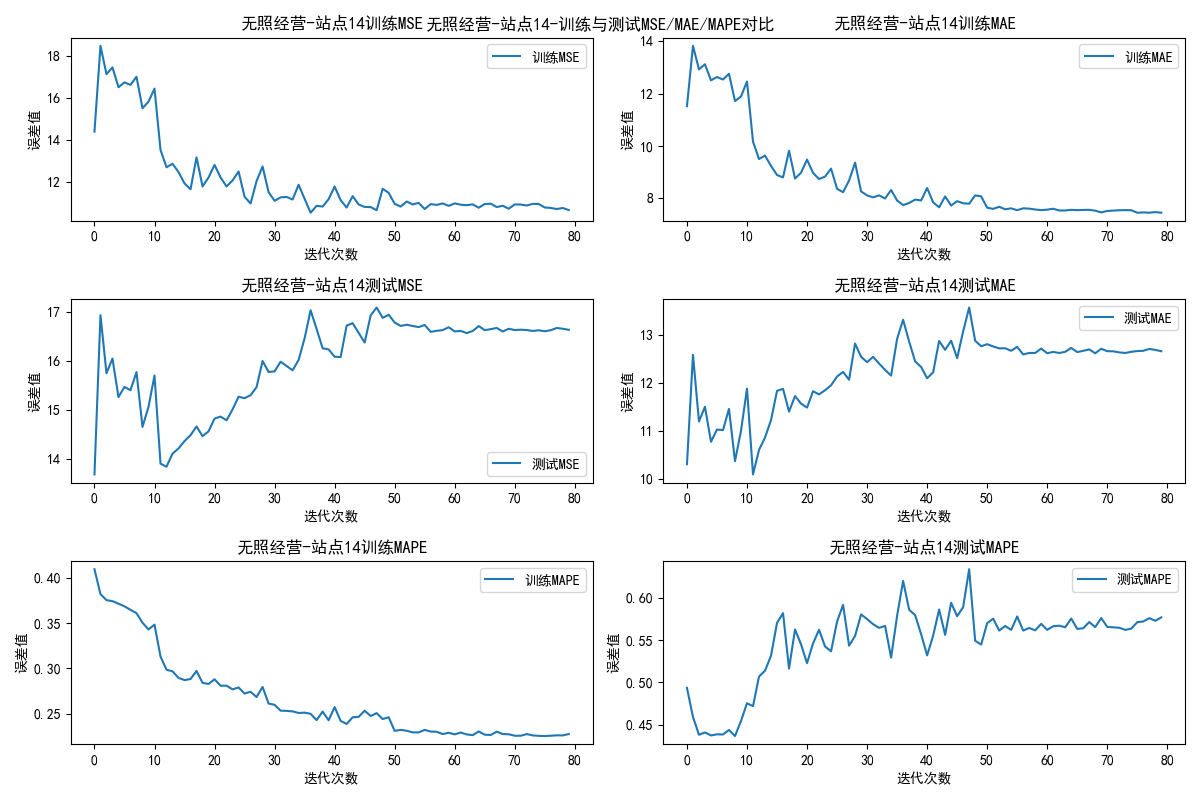 无照经营-站点14-训练与测试MSE/MAE/MAPE对比
无照经营-站点14训练MSE
误差值
18
16
14
12
训练MSE
0 10 20 30 40 50 60 70 80
迭代次数
无照经营-站点14训练MAE
误差值
14
12
10
8
训练MAE
0 10 20 30 40 50 60 70 80
迭代次数
无照经营-站点14测试MSE
误差值
17
16
15
14
测试MSE
0 10 20 30 40 50 60 70 80
迭代次数
无照经营-站点14测试MAE
误差值
13
12
11
10
测试MAE
0 10 20 30 40 50 60 70 80
迭代次数
无照经营-站点14训练MAPE
误差值
0.40
0.35
0.30
0.25
训练MAPE
0 10 20 30 40 50 60 70 80
迭代次数
无照经营-站点14测试MAPE
误差值
0.60
0.55
0.50
0.45
测试MAPE
0 10 20 30 40 50 60 70 80
迭代次数